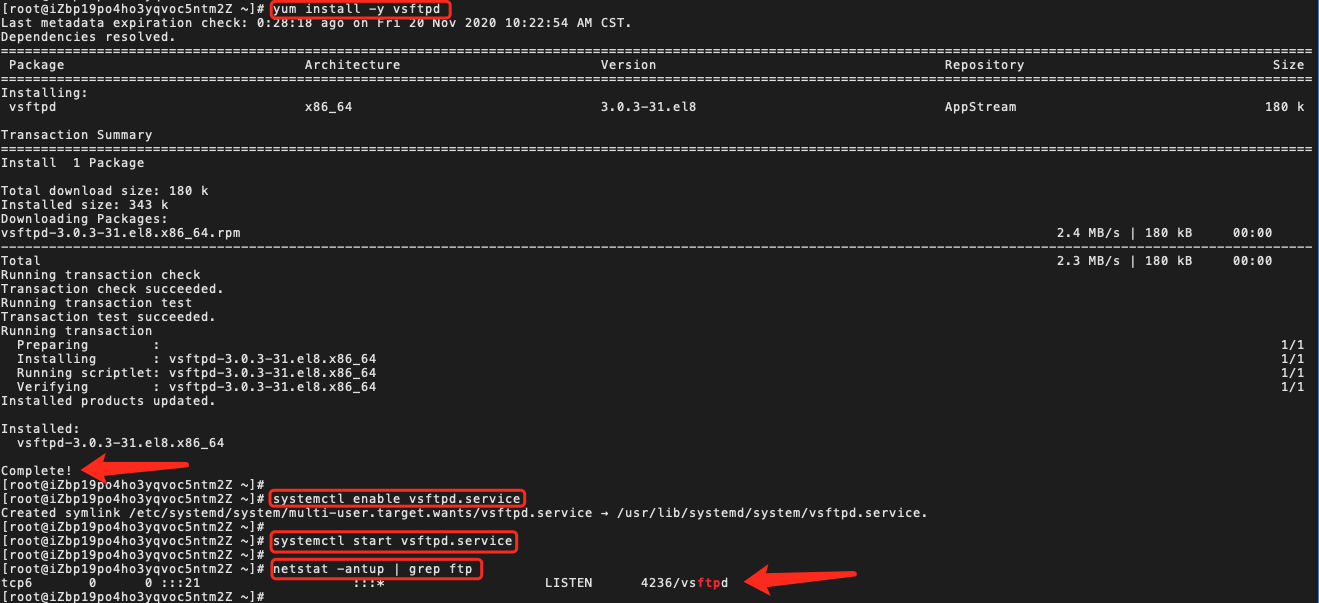 [root@iZbp19po4ho3yqvoc5ntm2Z ~]# yum install -y vsftpd
Last metadata expiration check: 0:28:18 ago on Fri 20 Nov 2020 10:22:54 AM CST.
Dependencies resolved.
================================================================================
Package Architecture Version Repository Size
================================================================================
Installing:
vsftpd x86_64 3.0.3-31.el8 AppStream 180 k
Transaction Summary
================================================================================
Install 1 Package
Total download size: 180 k
Installed size: 343 k
Downloading Packages:
vsftpd-3.0.3-31.el8.x86_64.rpm 2.4 MB/s | 180 kB 00:00
--------------------------------------------------------------------------------
Total 2.3 MB/s | 180 kB 00:00
Running transaction check
Transaction check succeeded.
Running transaction test
Transaction test succeeded.
Running transaction
Preparing : 1/1
Installing : vsftpd-3.0.3-31.el8.x86_64 1/1
Running scriptlet: vsftpd-3.0.3-31.el8.x86_64 1/1
Verifying : vsftpd-3.0.3-31.el8.x86_64 1/1
Installed products updated.
Installed:
vsftpd-3.0.3-31.el8.x86_64
Complete!
[root@iZbp19po4ho3yqvoc5ntm2Z ~]#
[root@iZbp19po4ho3yqvoc5ntm2Z ~]# systemctl enable vsftpd.service
Created symlink /etc/systemd/system/multi-user.target.wants/vsftpd.service → /usr/lib/systemd/system/vsftpd.service.
[root@iZbp19po4ho3yqvoc5ntm2Z ~]#
[root@iZbp19po4ho3yqvoc5ntm2Z ~]# systemctl start vsftpd.service
[root@iZbp19po4ho3yqvoc5ntm2Z ~]#
[root@iZbp19po4ho3yqvoc5ntm2Z ~]# netstat -antup | grep ftp
tcp6 0 0 :::21 :::* LISTEN 4236/vsftpd
[root@iZbp19po4ho3yqvoc5ntm2Z ~]#